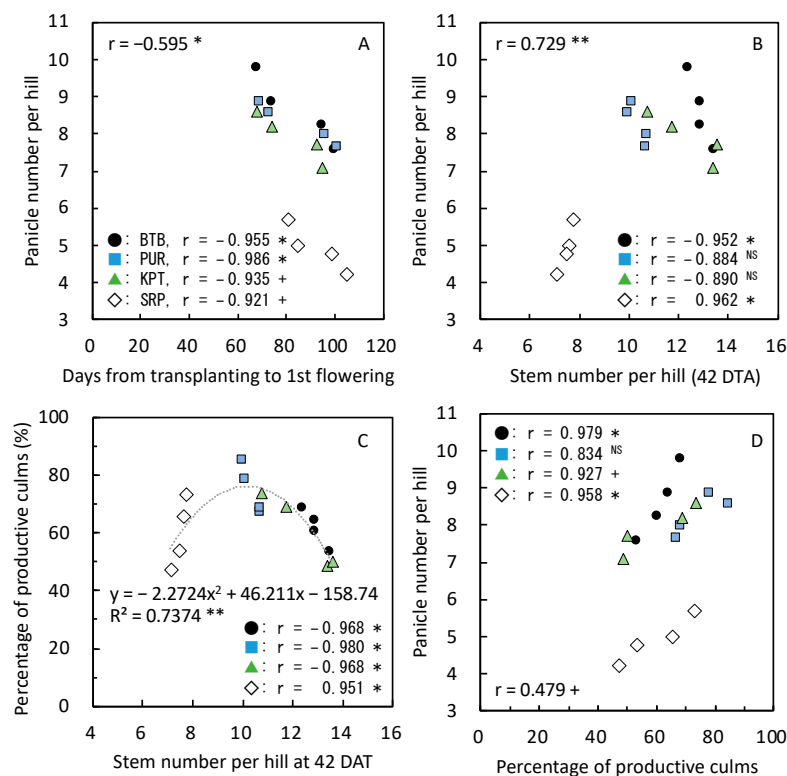 r = −0.595 *
A
11
10
9
8
7
6
5
4
3
Panicle number per hill
●: BTB, r = −0.955 *
■: PUR, r = −0.986 *
▲: KPT, r = −0.935 +
◇: SRP, r = −0.921 +
0 20 40 60 80 100 120
Days from transplanting to 1st flowering
r = 0.729 **
B
11
10
9
8
7
6
5
4
3
Panicle number per hill
●: r = −0.952 *
■: r = −0.884 NS
▲: r = −0.890 NS
◇: r = 0.962 *
4 6 8 10 12 14 16
Stem number per hill (42 DTA)
C
100
80
60
40
20
0
Percentage of productive culms (%)
y = − 2.2724x² + 46.211x − 158.74
R² = 0.7374 **
●: r = −0.968 *
■: r = −0.980 *
▲: r = −0.968 *
◇: r = 0.951 *
4 6 8 10 12 14 16
Stem number per hill at 42 DAT
D
11
10
9
8
7
6
5
4
3
Panicle number per hill
●: r = 0.979 *
■: r = 0.834 NS
▲: r = 0.927 +
◇: r = 0.958 *
r = 0.479 +
0 20 40 60 80 100
Percentage of productive culms